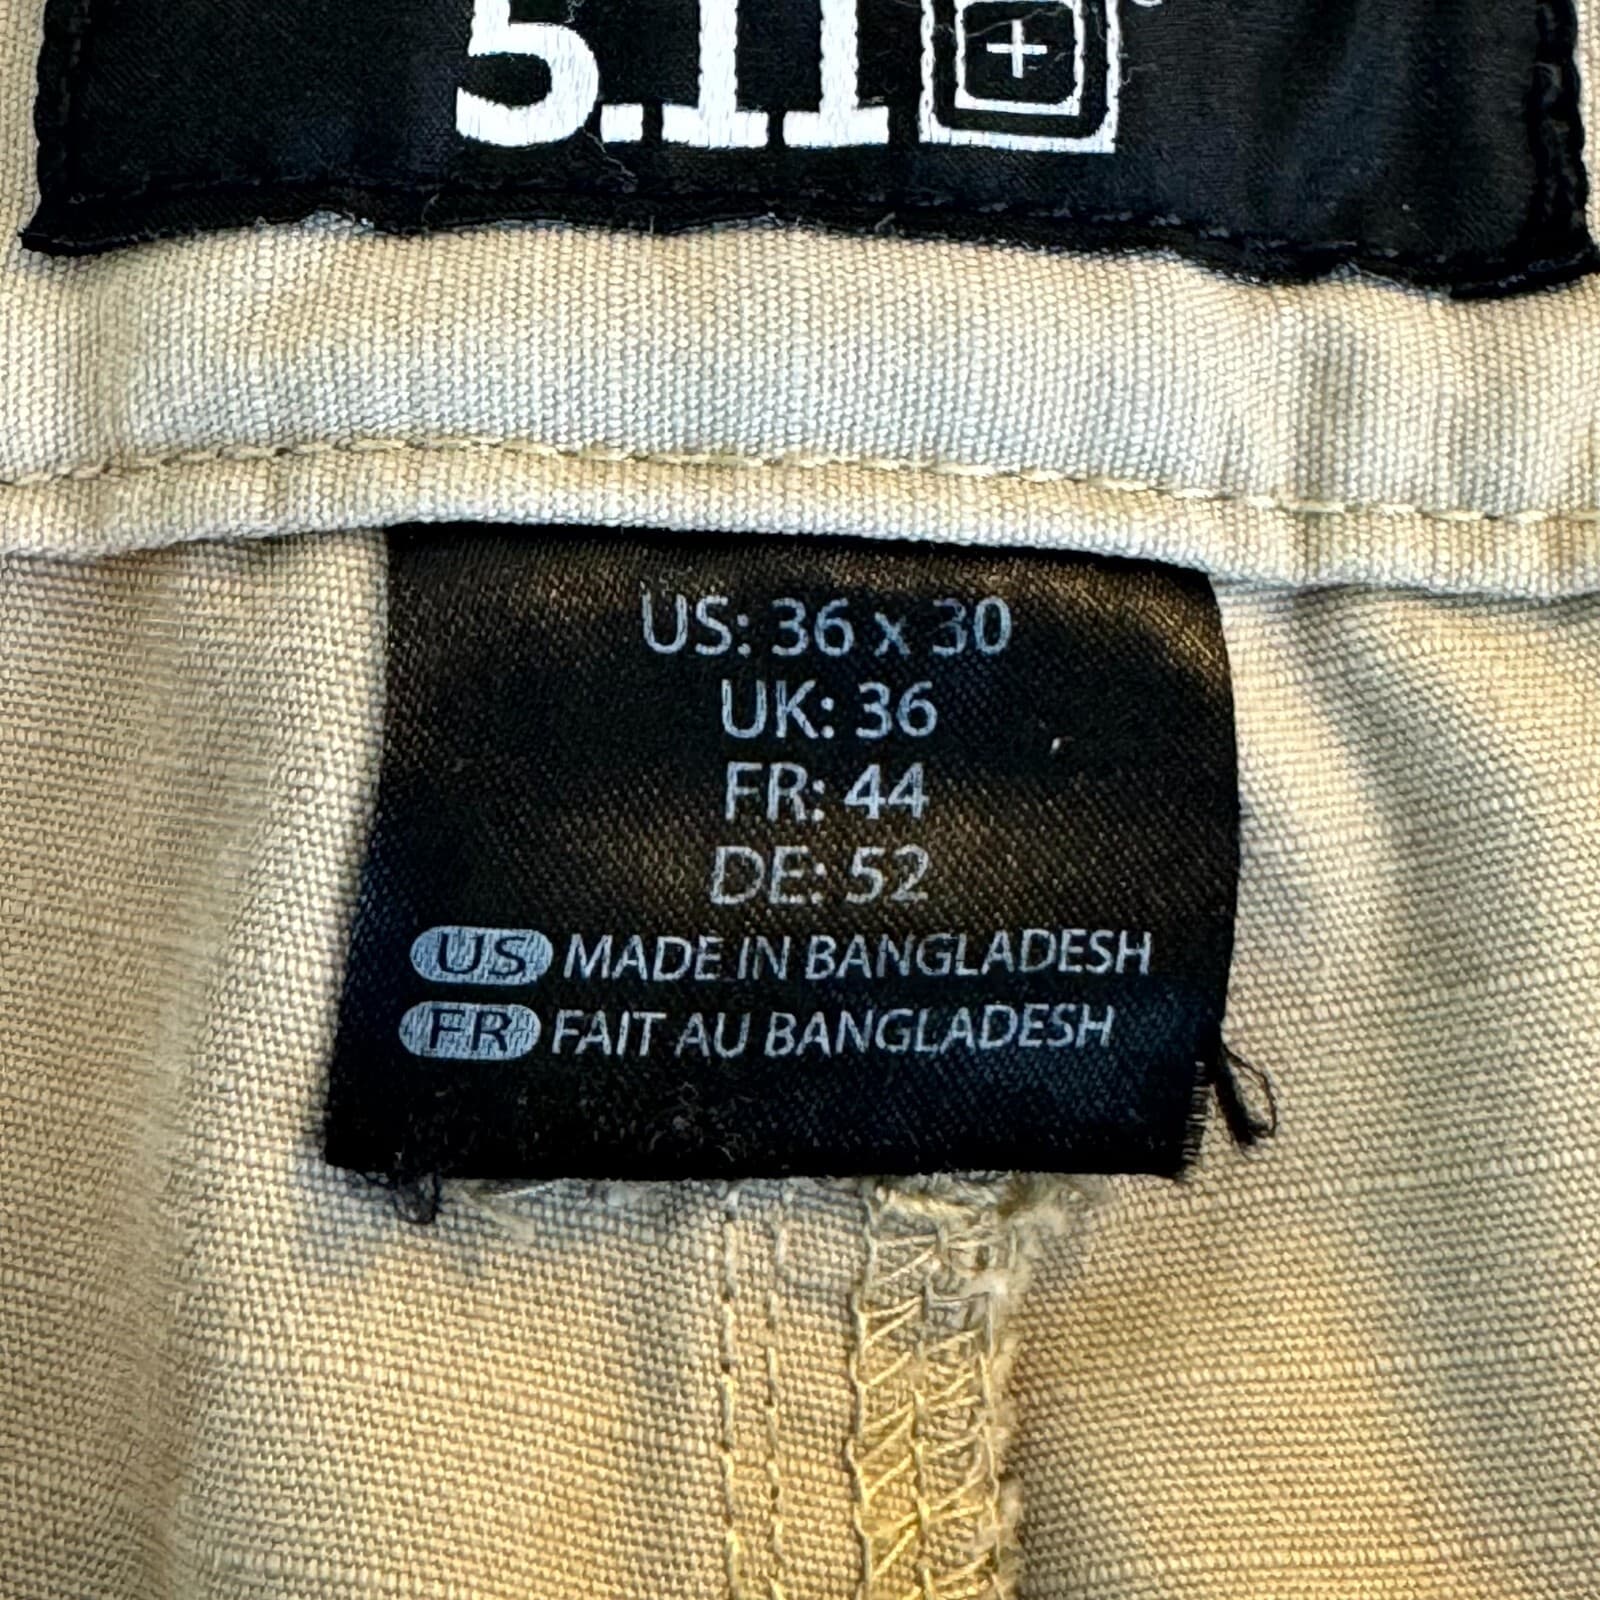 5.11
US: 36 x 30
UK: 36
FR: 44
DE: 52
US MADE IN BANGLADESH
FR FAIT AU BANGLADESH